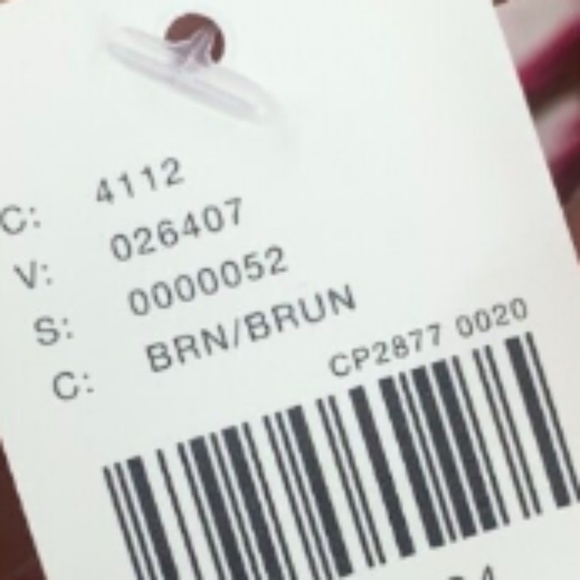 C: 4112
V: 026407
S: 0000052
C: BRN/BRUN
CP2877 0020